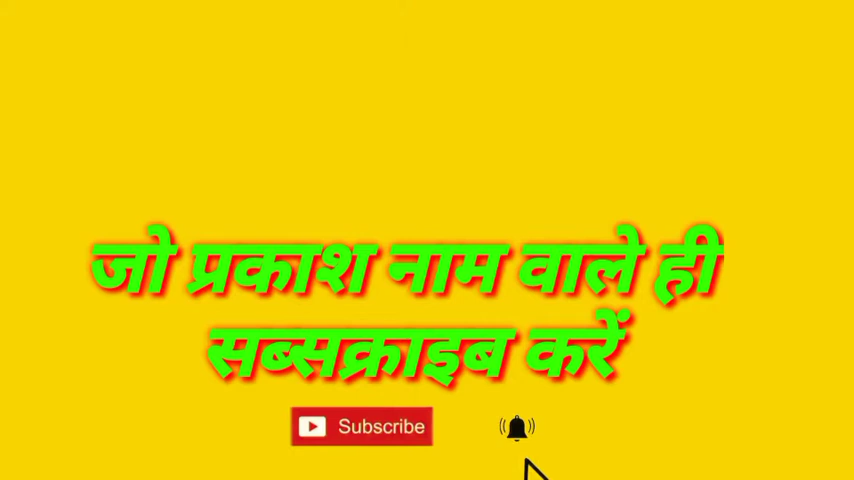 जो प्रकाश नाम वाले ही
सब्सक्राइब करें
Subscribe